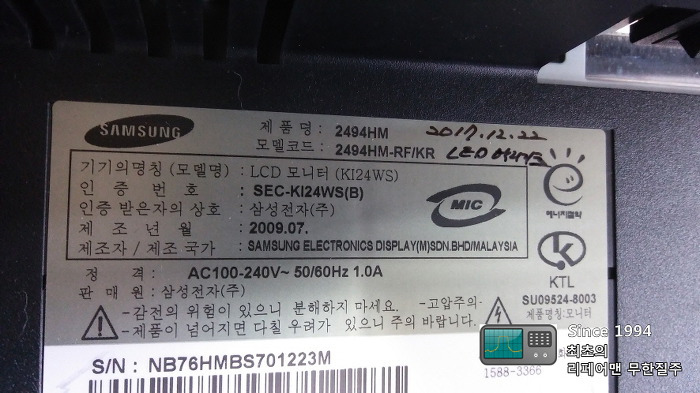 SAMSUNG
제 품 명 : 2494HM 2017.12.22
모델코드 : 2494HM-RF/KR LED
기기의명칭 (모델명) : LCD 모니터 (KI24WS)
인 증 번 호 : SEC-KI24WS(B)
인증 받은자의 상호 : 삼성전자(주)
제 조 년 월 : 2009.07.
제조자 / 제조 국가 : SAMSUNG ELECTRONICS DISPLAY(M)SDN.BHD/MALAYSIA
MIC
에너지절약
KTL
SU09524-8003
제품명칭:모니터
정 격 : AC100-240V~ 50/60Hz 1.0A
판 매 원 : 삼성전자(주)
-감전의 위험이 있으니 분해하지 마세요. -고압주의-
-제품이 넘어지면 다칠 우려가 있으니 주의 바랍니다.
S/N : NB76HMBS701223M
1588-3366
Since 1994
최초의
리페어맨 무한질주